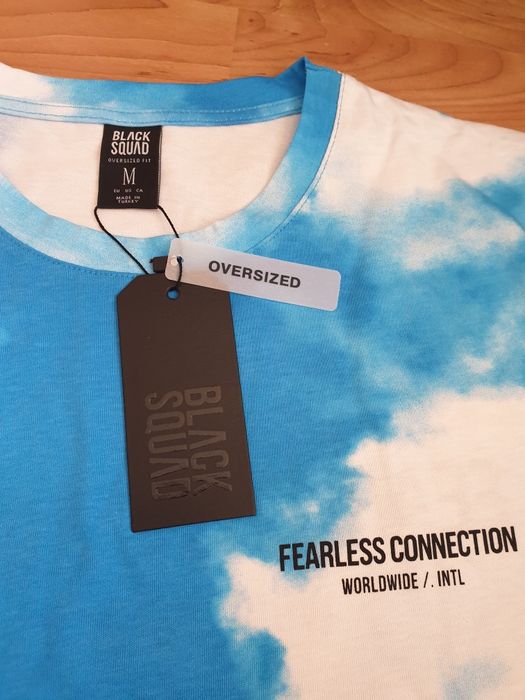 BLACK
SQUAD
OVERSIZED FIT
M
EU US CA
MADE IN
TURKEY
OVERSIZED
BLACK
SQUAD
FEARLESS CONNECTION
WORLDWIDE /. INTL